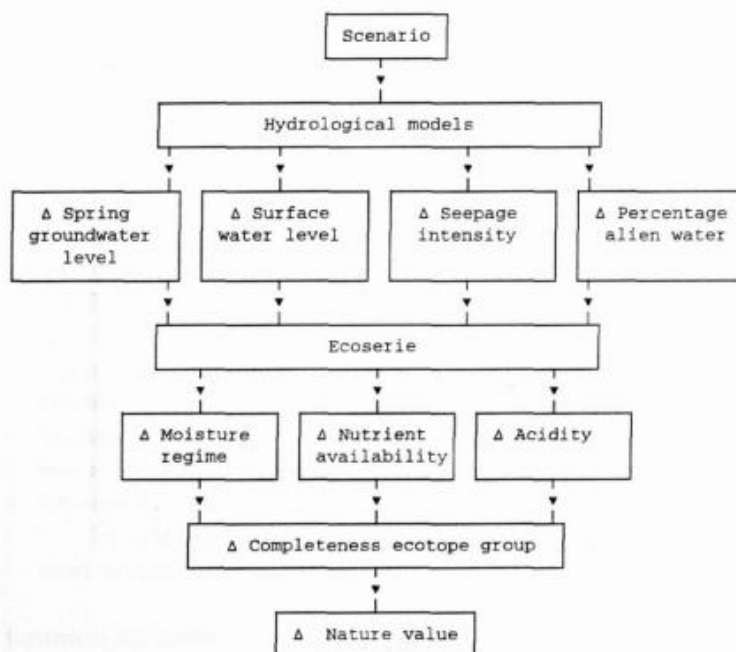 Scenario
Hydrological models
Δ Spring
groundwater
level
Δ Surface
water level
Δ Seepage
intensity
Δ Percentage
alien water
Ecoserie
Δ Moisture
regime
Δ Nutrient
availability
Δ Acidity
Δ Completeness ecotope group
Δ Nature value